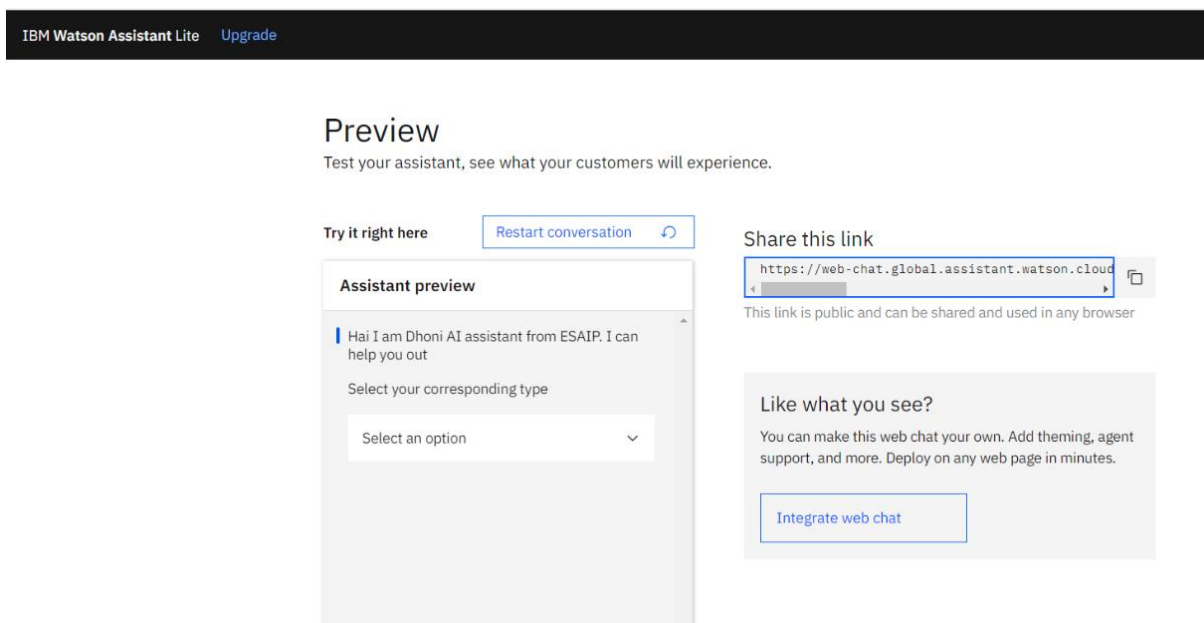 IBM Watson Assistant Lite Upgrade
Preview
Test your assistant, see what your customers will experience.
Try it right here
Restart conversation
Assistant preview
Hai I am Dhoni AI assistant from ESAIP. I can
help you out
Select your corresponding type
Select an option
Share this link
https://web-chat.global.assistant.watson.cloud
This link is public and can be shared and used in any browser
Like what you see?
You can make this web chat your own. Add theming, agent
support, and more. Deploy on any web page in minutes.
Integrate web chat